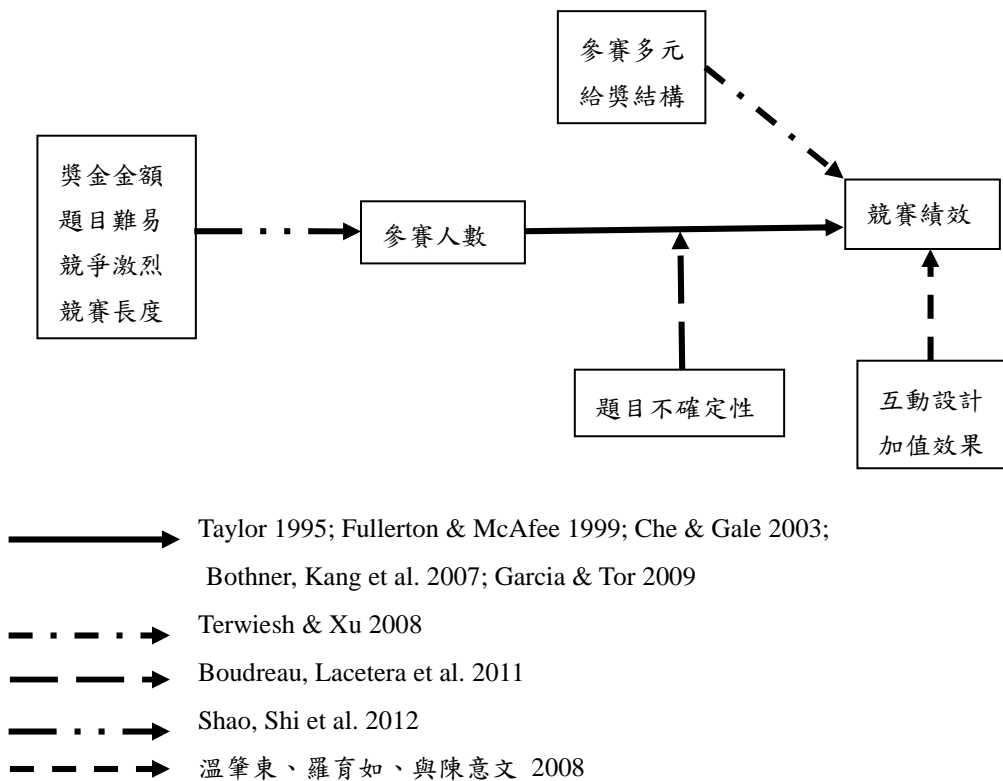 參賽多元
給獎結構
獎金金額
題目難易
競爭激烈
競賽長度
參賽人數
競賽績效
題目不確定性
互動設計
加值效果
Taylor 1995; Fullerton & McAfee 1999; Che & Gale 2003;
Bothner, Kang et al. 2007; Garcia & Tor 2009
Terwiesh & Xu 2008
Boudreau, Lacetera et al. 2011
Shao, Shi et al. 2012
溫肇東、羅育如、與陳意文 2008